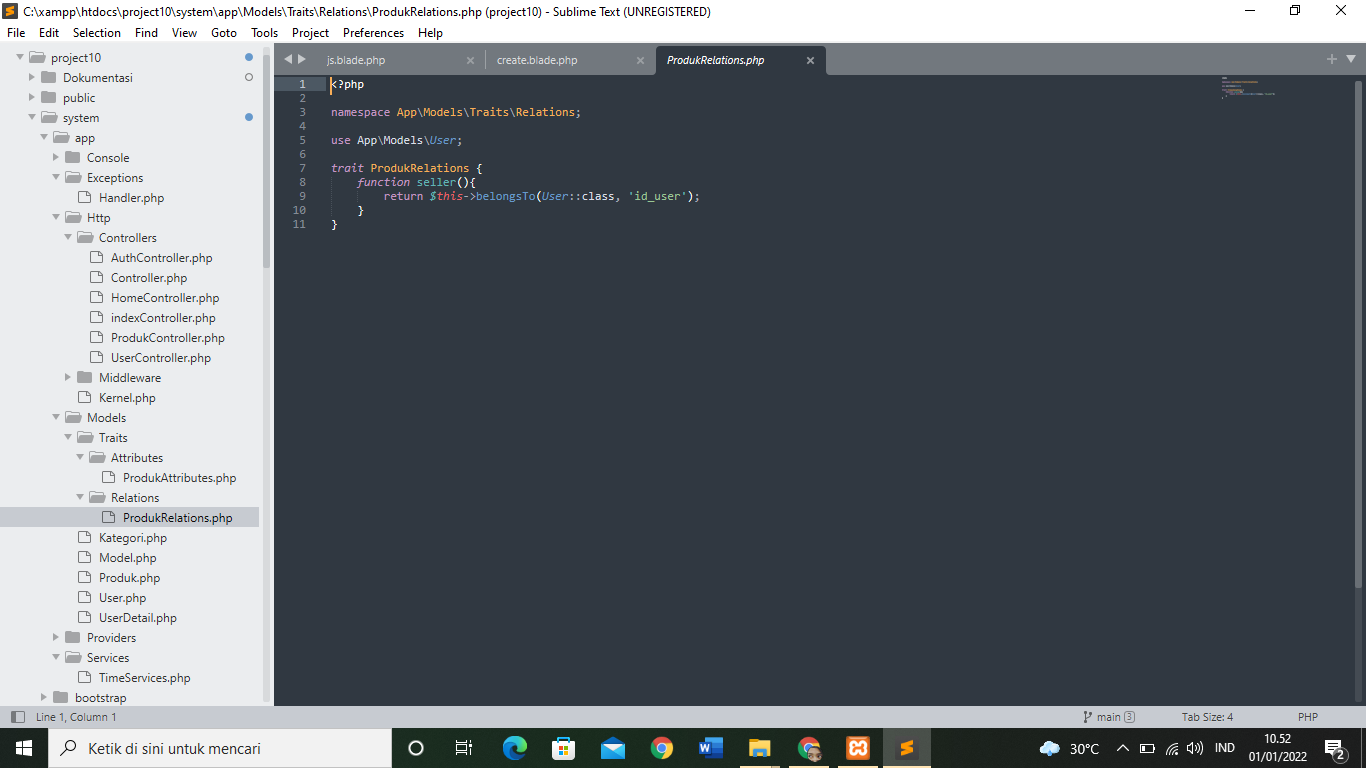 C:\xampp\htdocs\project10\system\app\Models\Traits\Relations\ProdukRelations.php (project10) - Sublime Text (UNREGISTERED)
File Edit Selection Find View Goto Tools Project Preferences Help
project10
Dokumentasi
public
system
app
Console
Exceptions
Handler.php
Http
Controllers
AuthController.php
Controller.php
HomeController.php
indexController.php
ProdukController.php
UserController.php
Middleware
Kernel.php
Models
Traits
Attributes
ProdukAttributes.php
Relations
ProdukRelations.php
Kategori.php
Model.php
Produk.php
User.php
UserDetail.php
Providers
Services
TimeServices.php
bootstrap
js.blade.php create.blade.php ProdukRelations.php
1 <?php
2
3 namespace App\Models\Traits\Relations;
4
5 use App\Models\User;
6
7 trait ProdukRelations {
8 function seller(){
9 return $this->belongsTo(User::class, 'id_user');
10 }
11 }
Line 1, Column 1 main 3 Tab Size: 4 PHP
Ketik di sini untuk mencari 30°C IND 10.52
01/01/2022 2